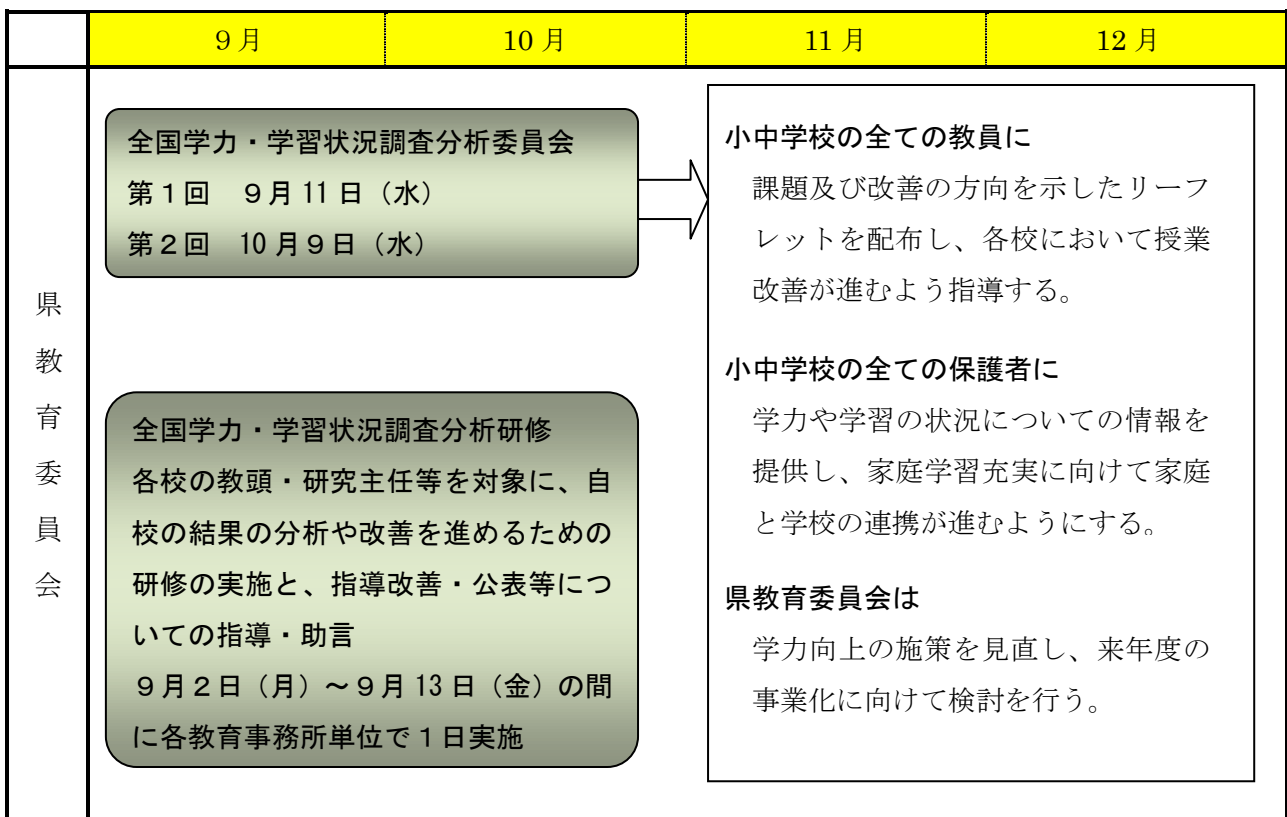 9月 10月 11月 12月
県教育委員会
全国学力・学習状況調査分析委員会
第1回 9月11日（水）
第2回 10月9日（水）
全国学力・学習状況調査分析研修
各校の教頭・研究主任等を対象に、自
校の結果の分析や改善を進めるための
研修の実施と、指導改善・公表等につ
いての指導・助言
9月2日（月）～9月13日（金）の間
に各教育事務所単位で1日実施
小中学校の全ての教員に
課題及び改善の方向を示したリーフ
レットを配布し、各校において授業
改善が進むよう指導する。
小中学校の全ての保護者に
学力や学習の状況についての情報を
提供し、家庭学習充実に向けて家庭
と学校の連携が進むようにする。
県教育委員会は
学力向上の施策を見直し、来年度の
事業化に向けて検討を行う。